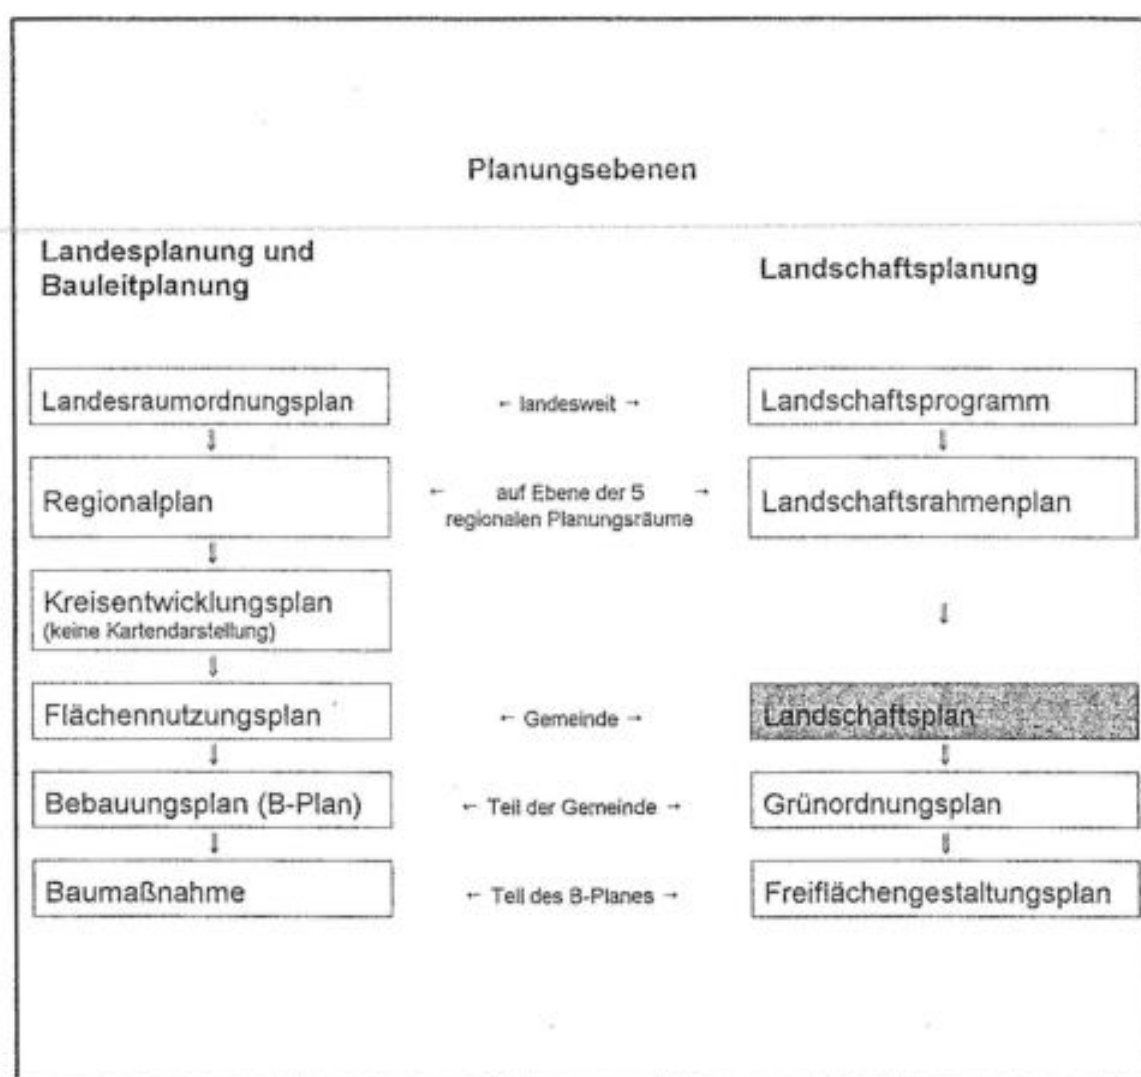 Planungsebenen
Landesplanung und
Bauleitplanung
Landschaftsplanung
Landesraumordnungsplan
← landesweit →
Landschaftsprogramm
⇓
⇓
Regionalplan
← auf Ebene der 5 →
regionalen Planungsräume
Landschaftsrahmenplan
⇓
Kreisentwicklungsplan
(keine Kartendarstellung)
⇓
⇓
Flächennutzungsplan
← Gemeinde →
Landschaftsplan
⇓
⇓
Bebauungsplan (B-Plan)
← Teil der Gemeinde →
Grünordnungsplan
⇓
⇓
Baumaßnahme
← Teil des B-Planes →
Freiflächengestaltungsplan